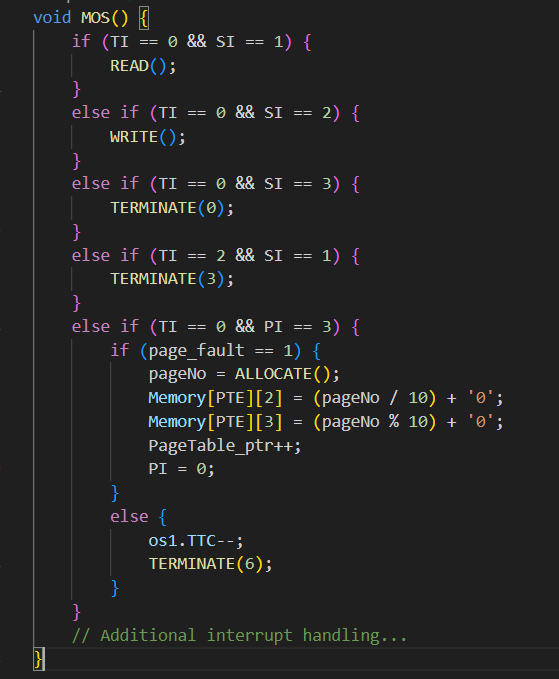 void MOS() {
    if (TI == 0 && SI == 1) {
        READ();
    }
    else if (TI == 0 && SI == 2) {
        WRITE();
    }
    else if (TI == 0 && SI == 3) {
        TERMINATE(0);
    }
    else if (TI == 2 && SI == 1) {
        TERMINATE(3);
    }
    else if (TI == 0 && PI == 3) {
        if (page_fault == 1) {
            pageNo = ALLOCATE();
            Memory[PTE][2] = (pageNo / 10) + '0';
            Memory[PTE][3] = (pageNo % 10) + '0';
            PageTable_ptr++;
            PI = 0;
        }
        else {
            os1.TTC--;
            TERMINATE(6);
        }
    }
    // Additional interrupt handling...
}